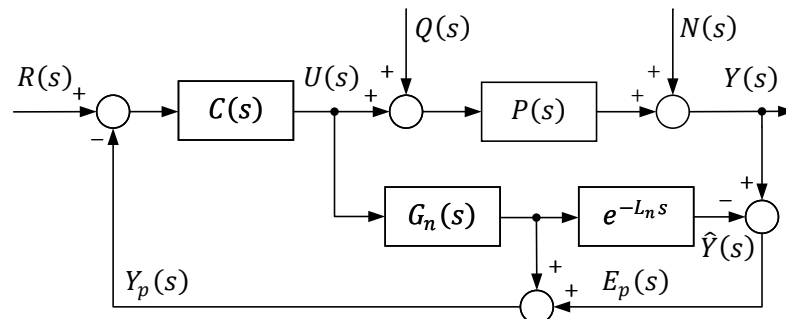 Q(s)
N(s)
R(s)
U(s)
Y(s)
+
+
+
+
+
−
C(s)
P(s)
+
−
G_n(s)
e^{-L_n s}
Ŷ(s)
Y_p(s)
+
+
E_p(s)